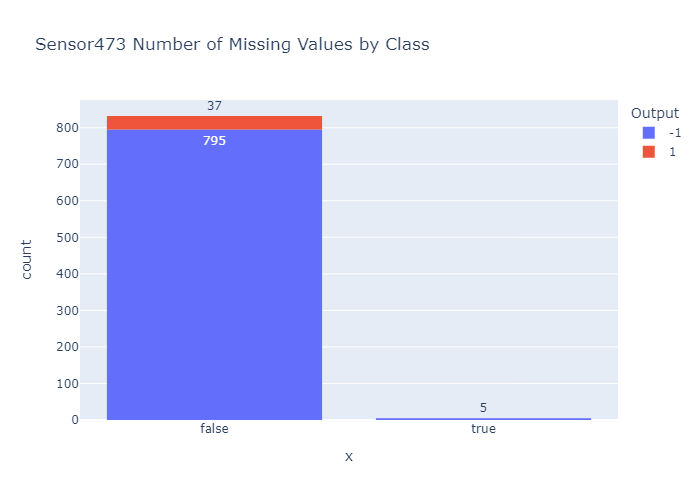 Sensor473 Number of Missing Values by Class
Output
-1
1
37
795
5
count
800
700
600
500
400
300
200
100
0
false
true
x